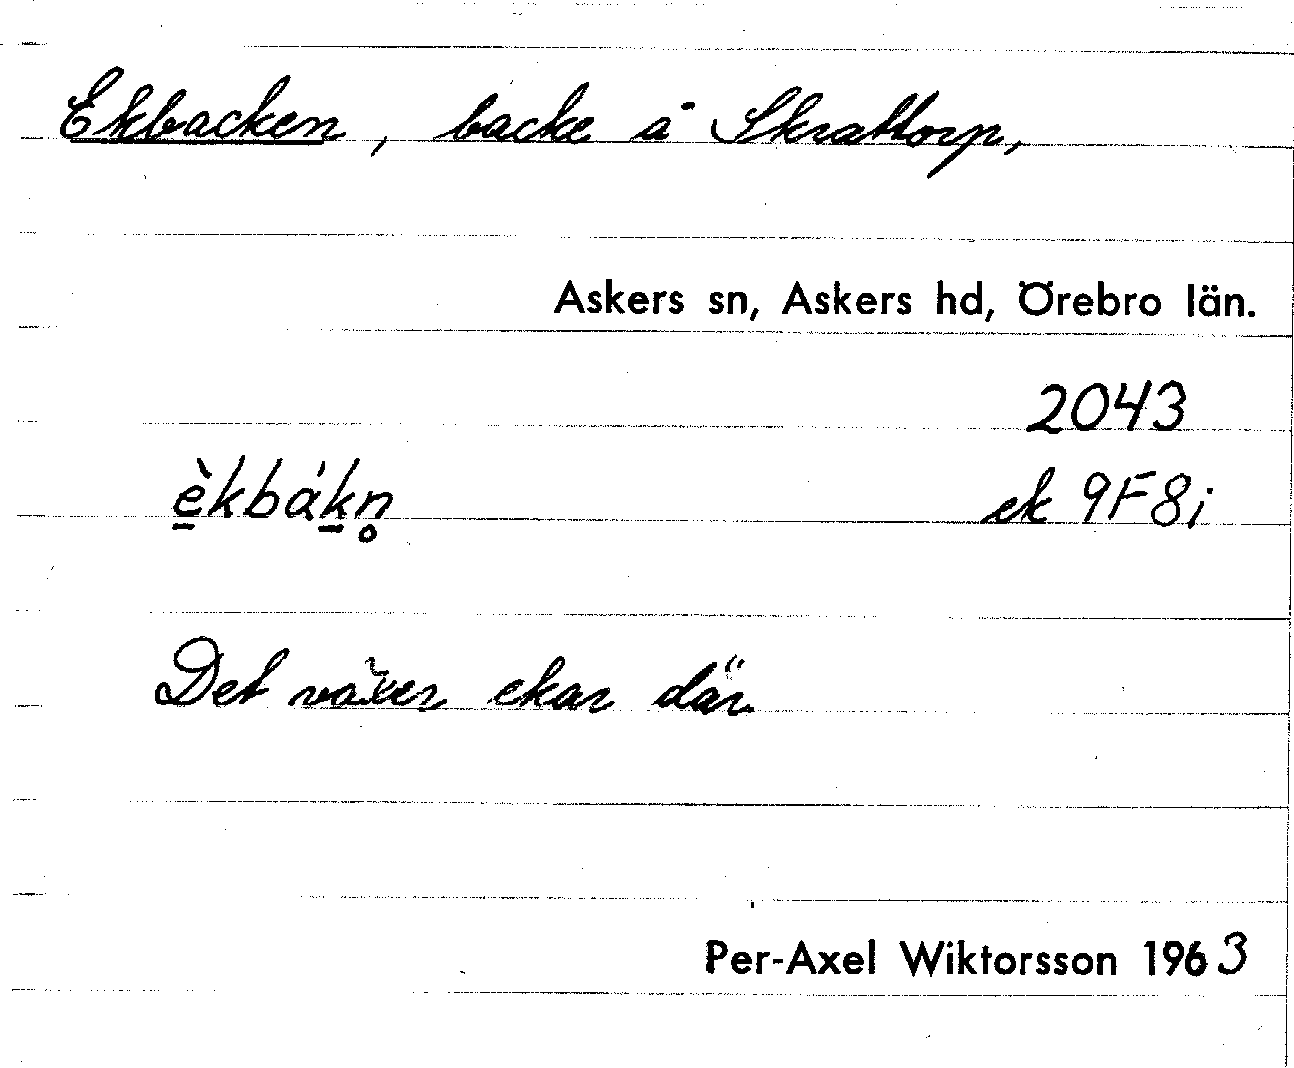 Ekbacken, backe å Skrattorp,
Askers sn, Askers hd, Örebro län.
2043
è̠kbák̠n̥ ek 9F8i
Det växer ekar där
Per-Axel Wiktorsson 1963